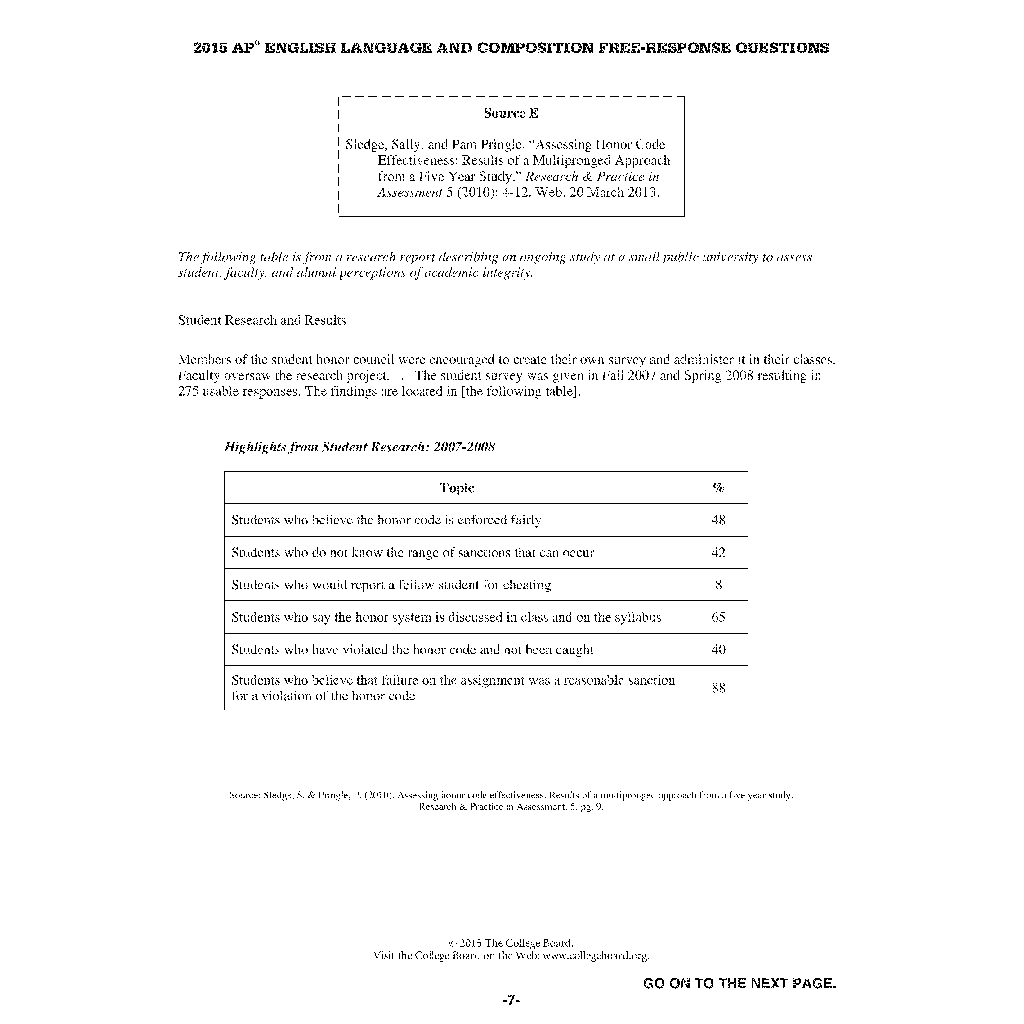 2015 AP® ENGLISH LANGUAGE AND COMPOSITION FREE-RESPONSE QUESTIONS
Source E
Sledge, Sally, and Pam Pringle. “Assessing Honor Code
Effectiveness: Results of a Multipronged Approach
from a Five Year Study.” Research & Practice in
Assessment 5 (2010): 4–12. Web. 20 March 2013.
The following table is from a research report describing an ongoing study at a small public university to assess
student, faculty, and alumni perceptions of academic integrity.
Student Research and Results
Members of the student honor council were encouraged to create their own survey and administer it in their classes.
Faculty oversaw the research project. . . The student survey was given in Fall 2007 and Spring 2008 resulting in
275 usable responses. The findings are located in [the following table].
Highlights from Student Research: 2007-2008
Topic %
Students who believe the honor code is enforced fairly 48
Students who do not know the range of sanctions that can occur 42
Students who would report a fellow student for cheating 8
Students who say the honor system is discussed in class and on the syllabus 65
Students who have violated the honor code and not been caught 40
Students who believe that failure on the assignment was a reasonable sanction
for a violation of the honor code 88
Source: Sledge, S. & Pringle, P. (2010). Assessing honor code effectiveness: Results of a multipronged approach from a five year study.
Research & Practice in Assessment, 5, pg. 9.
© 2015 The College Board.
Visit the College Board on the Web: www.collegeboard.org.
GO ON TO THE NEXT PAGE.
-7-